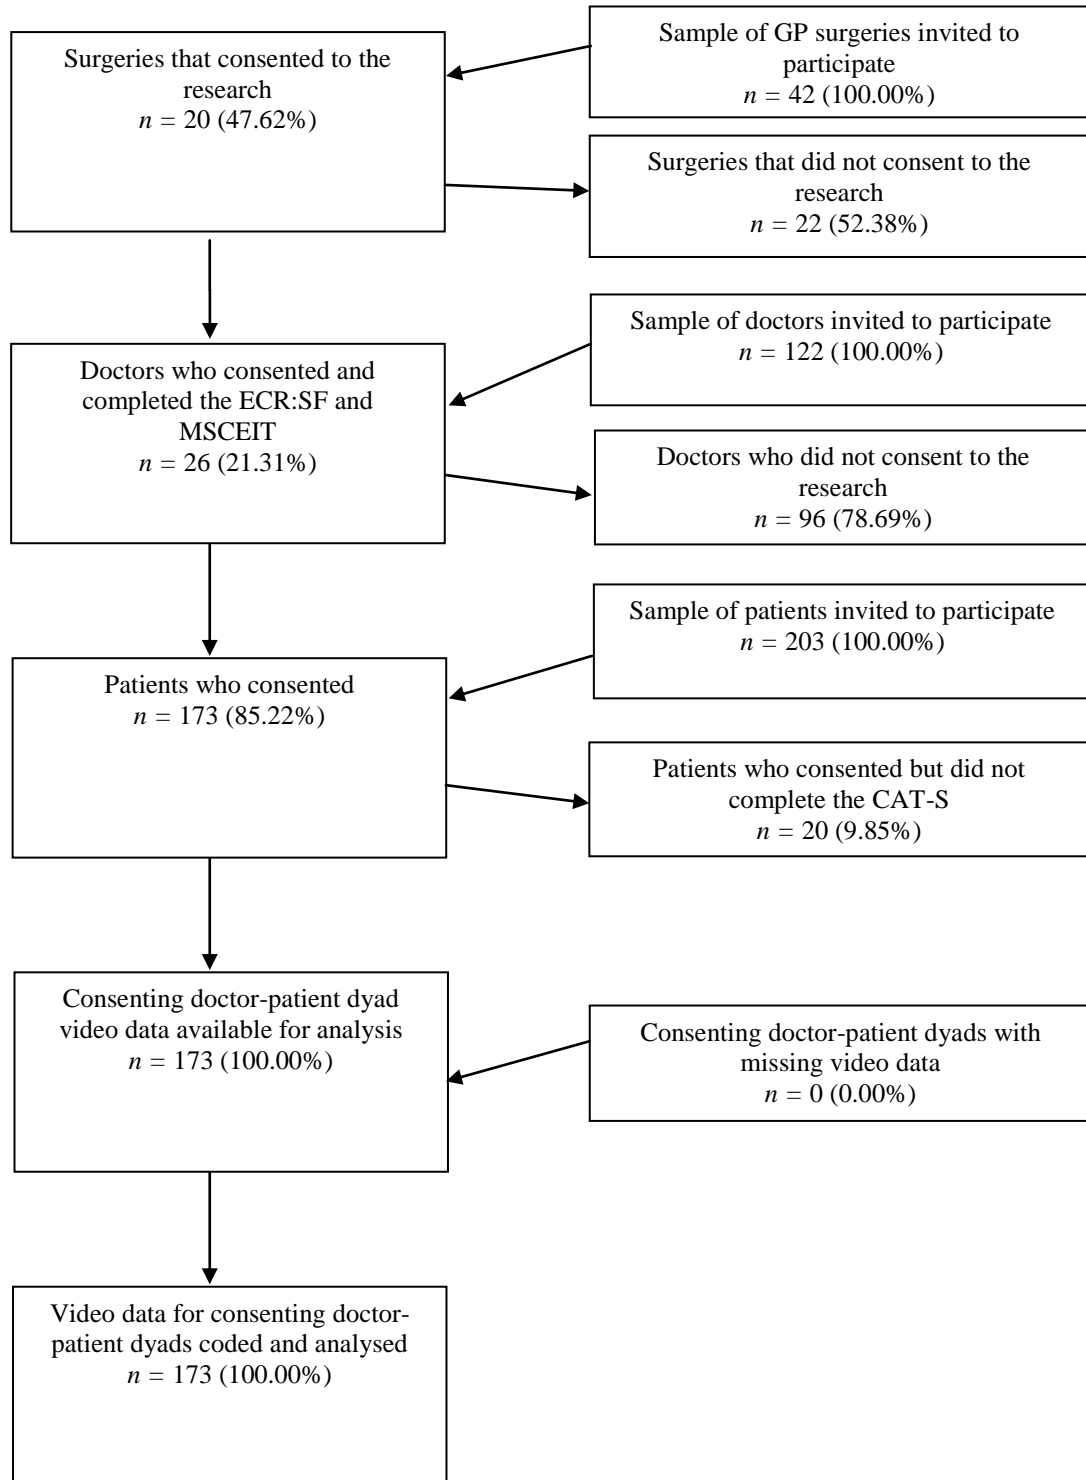 Sample of GP surgeries invited to
participate
n = 42 (100.00%)
Surgeries that consented to the
research
n = 20 (47.62%)
Surgeries that did not consent to the
research
n = 22 (52.38%)
Sample of doctors invited to participate
n = 122 (100.00%)
Doctors who consented and
completed the ECR:SF and
MSCEIT
n = 26 (21.31%)
Doctors who did not consent to the
research
n = 96 (78.69%)
Sample of patients invited to participate
n = 203 (100.00%)
Patients who consented
n = 173 (85.22%)
Patients who consented but did not
complete the CAT-S
n = 20 (9.85%)
Consenting doctor-patient dyad
video data available for analysis
n = 173 (100.00%)
Consenting doctor-patient dyads with
missing video data
n = 0 (0.00%)
Video data for consenting doctor-
patient dyads coded and analysed
n = 173 (100.00%)